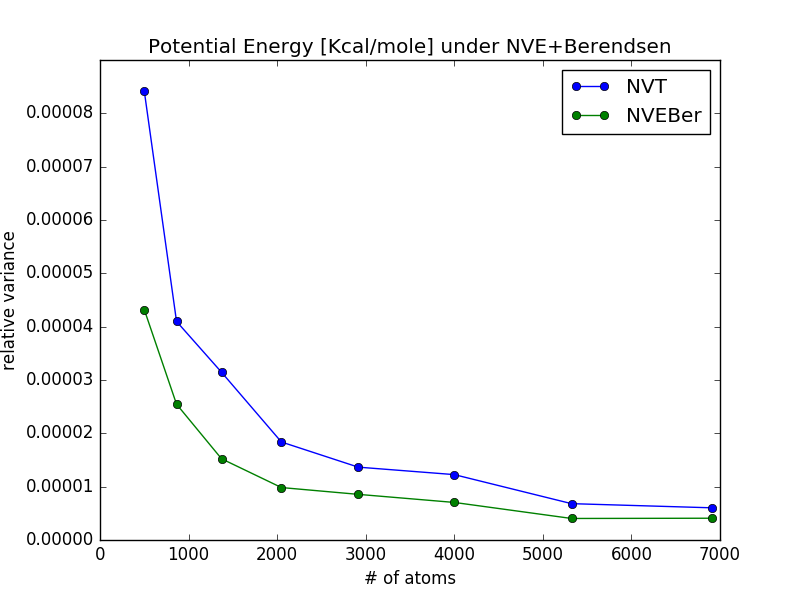 Potential Energy [Kcal/mole] under NVE+Berendsen
NVT
NVEBer
relative variance
0.00008
0.00007
0.00006
0.00005
0.00004
0.00003
0.00002
0.00001
0.00000
0 1000 2000 3000 4000 5000 6000 7000
# of atoms